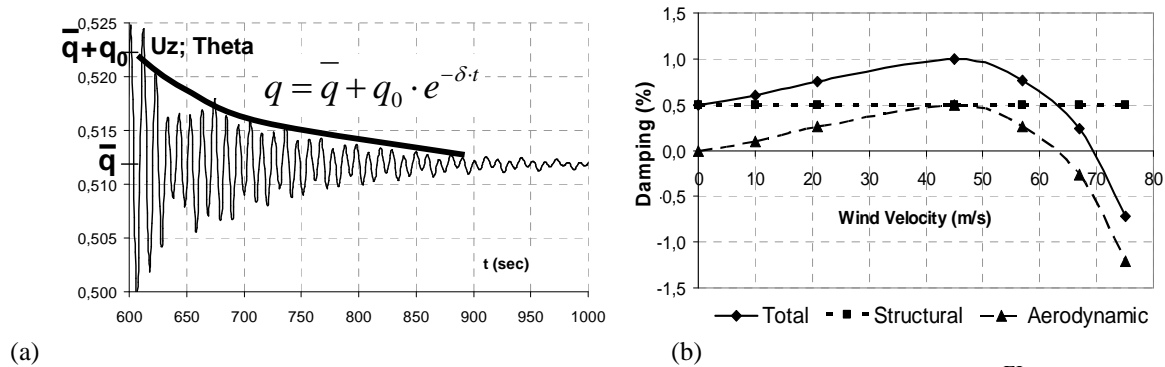 0,525
q̄+q₀ Uz; Theta
0,520
q = q̄ + q₀ · e^{−δ·t}
0,515
q̄
0,510
0,505
t (sec)
0,500
600 650 700 750 800 850 900 950 1000
(a)
1,5
1,0
0,5
0,0
-0,5
-1,0
-1,5
Damping (%)
0 10 20 30 40 50 60 70 80
Wind Velocity (m/s)
Total Structural Aerodynamic
(b)